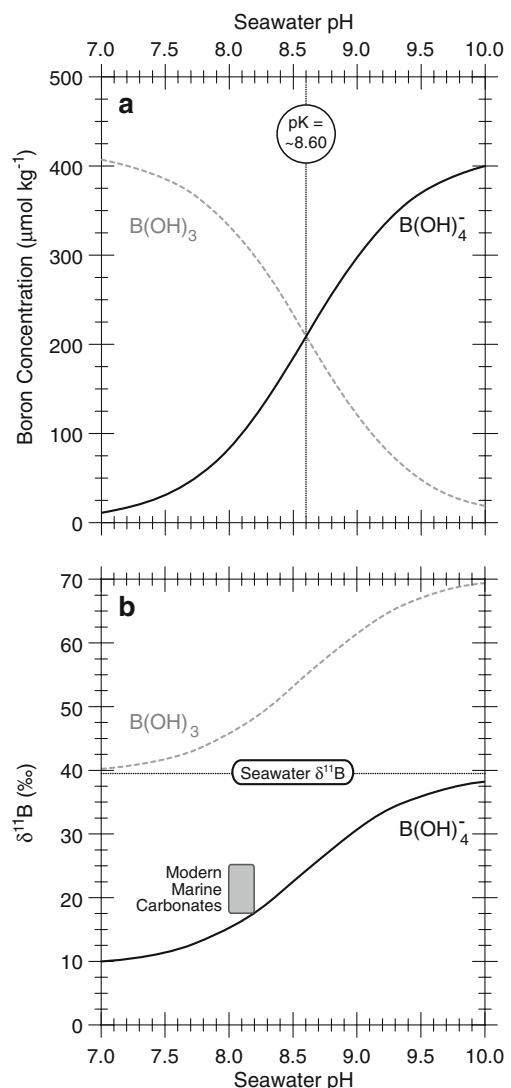 Seawater pH
7.0 7.5 8.0 8.5 9.0 9.5 10.0
500
a
pK =
~8.60
400
B(OH)₃
B(OH)₄⁻
300
200
100
0
Boron Concentration (µmol kg⁻¹)
70
b
60
50
B(OH)₃
40
Seawater δ¹¹B
30
B(OH)₄⁻
Modern
Marine
Carbonates
20
10
0
δ¹¹B (‰)
7.0 7.5 8.0 8.5 9.0 9.5 10.0
Seawater pH